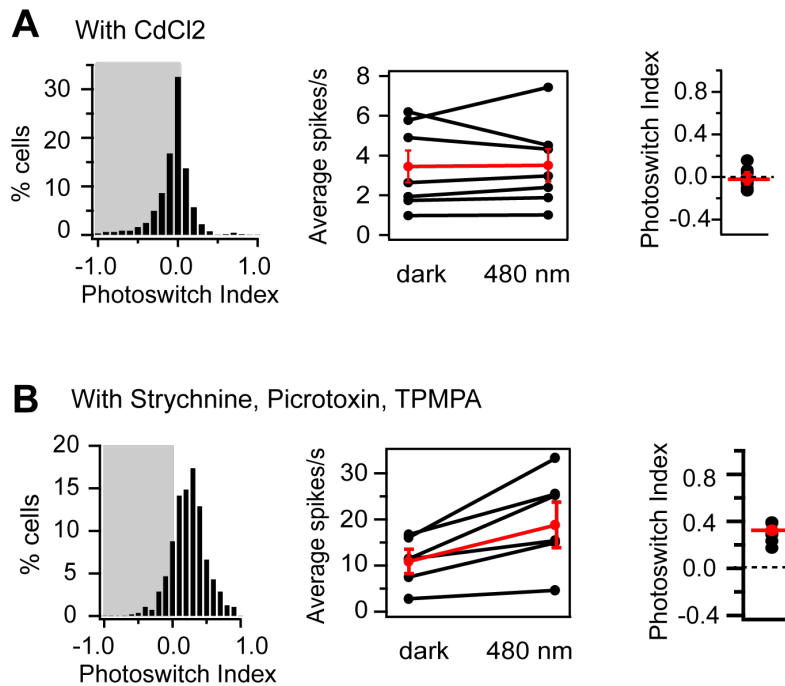 A
With CdCl2
% cells
30
20
10
0
-1.0 0.0 1.0
Photoswitch Index
Average spikes/s
8
6
4
2
0
dark 480 nm
Photoswitch Index
0.8
0.4
0.0
-0.4
B
With Strychnine, Picrotoxin, TPMPA
% cells
20
15
10
5
0
-1.0 0.0 1.0
Photoswitch Index
Average spikes/s
30
20
10
0
dark 480 nm
Photoswitch Index
0.8
0.4
0.0
-0.4